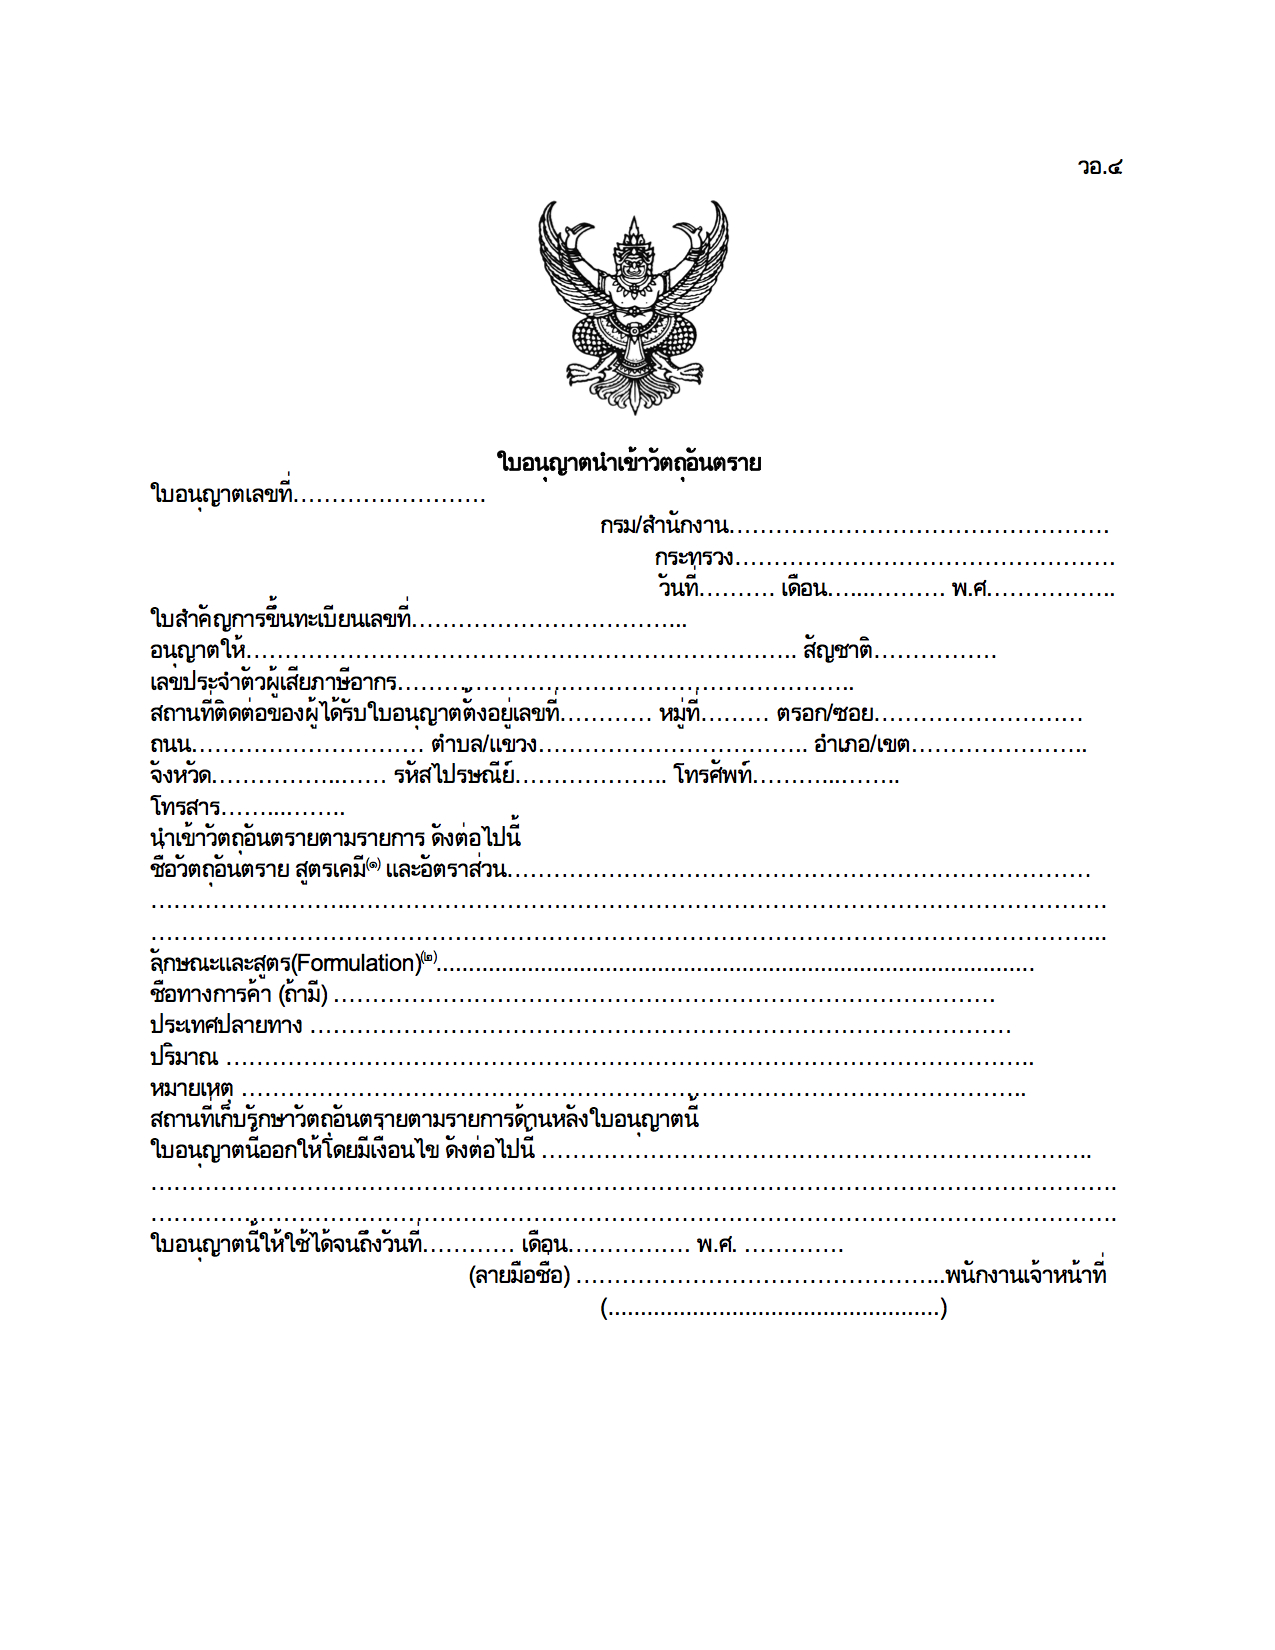 วอ.๔
ใบอนุญาตนำเข้าวัตถุอันตราย
ใบอนุญาตเลขที่…………………….
กรม/สำนักงาน………………………………………….
กระทรวง………………………………………….
วันที่………. เดือน…...………. พ.ศ……………..
ใบสำคัญการขึ้นทะเบียนเลขที่……………………………...
อนุญาตให้…………………………………………………………….. สัญชาติ…………….
เลขประจำตัวผู้เสียภาษีอากร…………………………………………………..
สถานที่ติดต่อของผู้ได้รับใบอนุญาตตั้งอยู่เลขที่………… หมู่ที่……… ตรอก/ซอย………………………
ถนน………………………… ตำบล/แขวง…………………………….. อำเภอ/เขต…………………..
จังหวัด……………..…… รหัสไปรษณีย์……………….. โทรศัพท์………...……..
โทรสาร……...……..
นำเข้าวัตถุอันตรายตามรายการ ดังต่อไปนี้
ชื่อวัตถุอันตราย สูตรเคมี(๑) และอัตราส่วน…………………………………………………………………
……………………..…………………………………………………………………………………….
…………………………………………………………………………………………………………...
ลักษณะและสูตร(Formulation)(๒)............................................................................................
ชื่อทางการค้า (ถ้ามี) ………………………………………………………………………….
ประเทศปลายทาง ………………………………………………………………………………
ปริมาณ …………………………………………………………………………………………..
หมายเหตุ ………………………………………………………………………………………..
สถานที่เก็บรักษาวัตถุอันตรายตามรายการด้านหลังใบอนุญาตนี้
ใบอนุญาตนี้ออกให้โดยมีเงื่อนไข ดังต่อไปนี้ ……………………………………………………………..
…………………………………………………………………………………………………………….
…………………………………………………………………………………………………………….
ใบอนุญาตนี้ให้ใช้ได้จนถึงวันที่………… เดือน……………. พ.ศ. ………….
(ลายมือชื่อ) ………………………………………...พนักงานเจ้าหน้าที่
(...................................................)